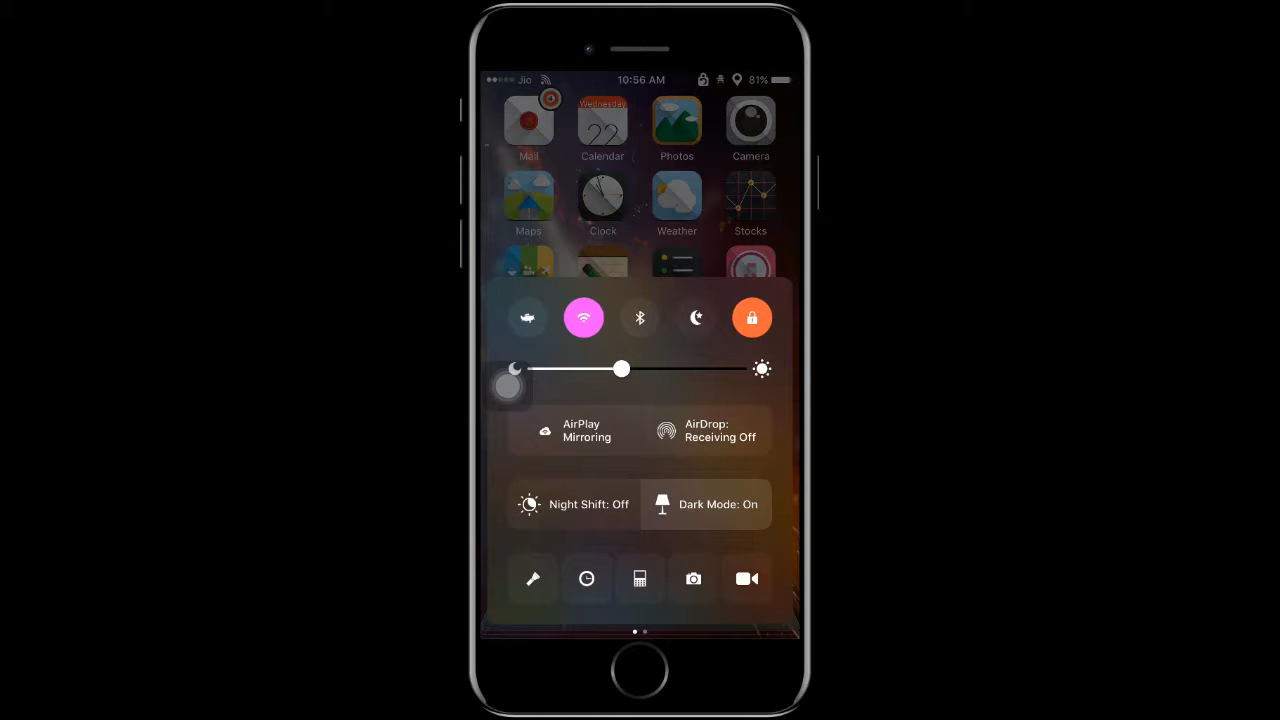 Jio 10:56 AM 81%
Wednesday
22
Mail Calendar Photos Camera
Maps Clock Weather Stocks
AirPlay
Mirroring
AirDrop:
Receiving Off
Night Shift: Off Dark Mode: On